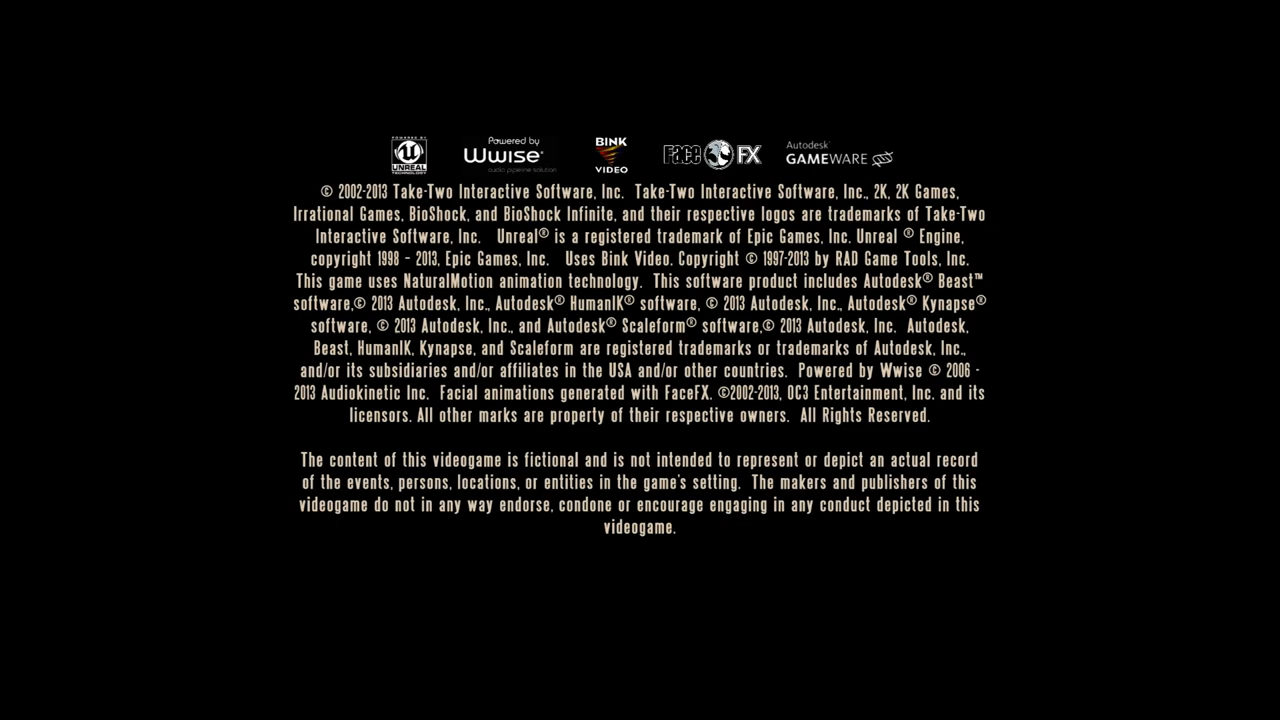 POWERED BY
UNREAL
TECHNOLOGY
Powered by
Wwise®
audio pipeline solution
BINK
VIDEO
Face FX
Autodesk®
GAMEWARE
© 2002-2013 Take-Two Interactive Software, Inc.  Take-Two Interactive Software, Inc., 2K, 2K Games,
Irrational Games, BioShock, and BioShock Infinite, and their respective logos are trademarks of Take-Two
Interactive Software, Inc.   Unreal® is a registered trademark of Epic Games, Inc. Unreal ® Engine,
copyright 1998 – 2013, Epic Games, Inc.   Uses Bink Video. Copyright © 1997-2013 by RAD Game Tools, Inc.
This game uses NaturalMotion animation technology.  This software product includes Autodesk® Beast™
software,© 2013 Autodesk, Inc., Autodesk® HumanIK® software, © 2013 Autodesk, Inc., Autodesk® Kynapse®
software, © 2013 Autodesk, Inc., and Autodesk® Scaleform® software,© 2013 Autodesk, Inc.  Autodesk,
Beast, HumanIK, Kynapse, and Scaleform are registered trademarks or trademarks of Autodesk, Inc.,
and/or its subsidiaries and/or affiliates in the USA and/or other countries.  Powered by Wwise © 2006 -
2013 Audiokinetic Inc.  Facial animations generated with FaceFX. ©2002-2013, OC3 Entertainment, Inc. and its
licensors. All other marks are property of their respective owners.  All Rights Reserved.
The content of this videogame is fictional and is not intended to represent or depict an actual record
of the events, persons, locations, or entities in the game's setting.  The makers and publishers of this
videogame do not in any way endorse, condone or encourage engaging in any conduct depicted in this
videogame.